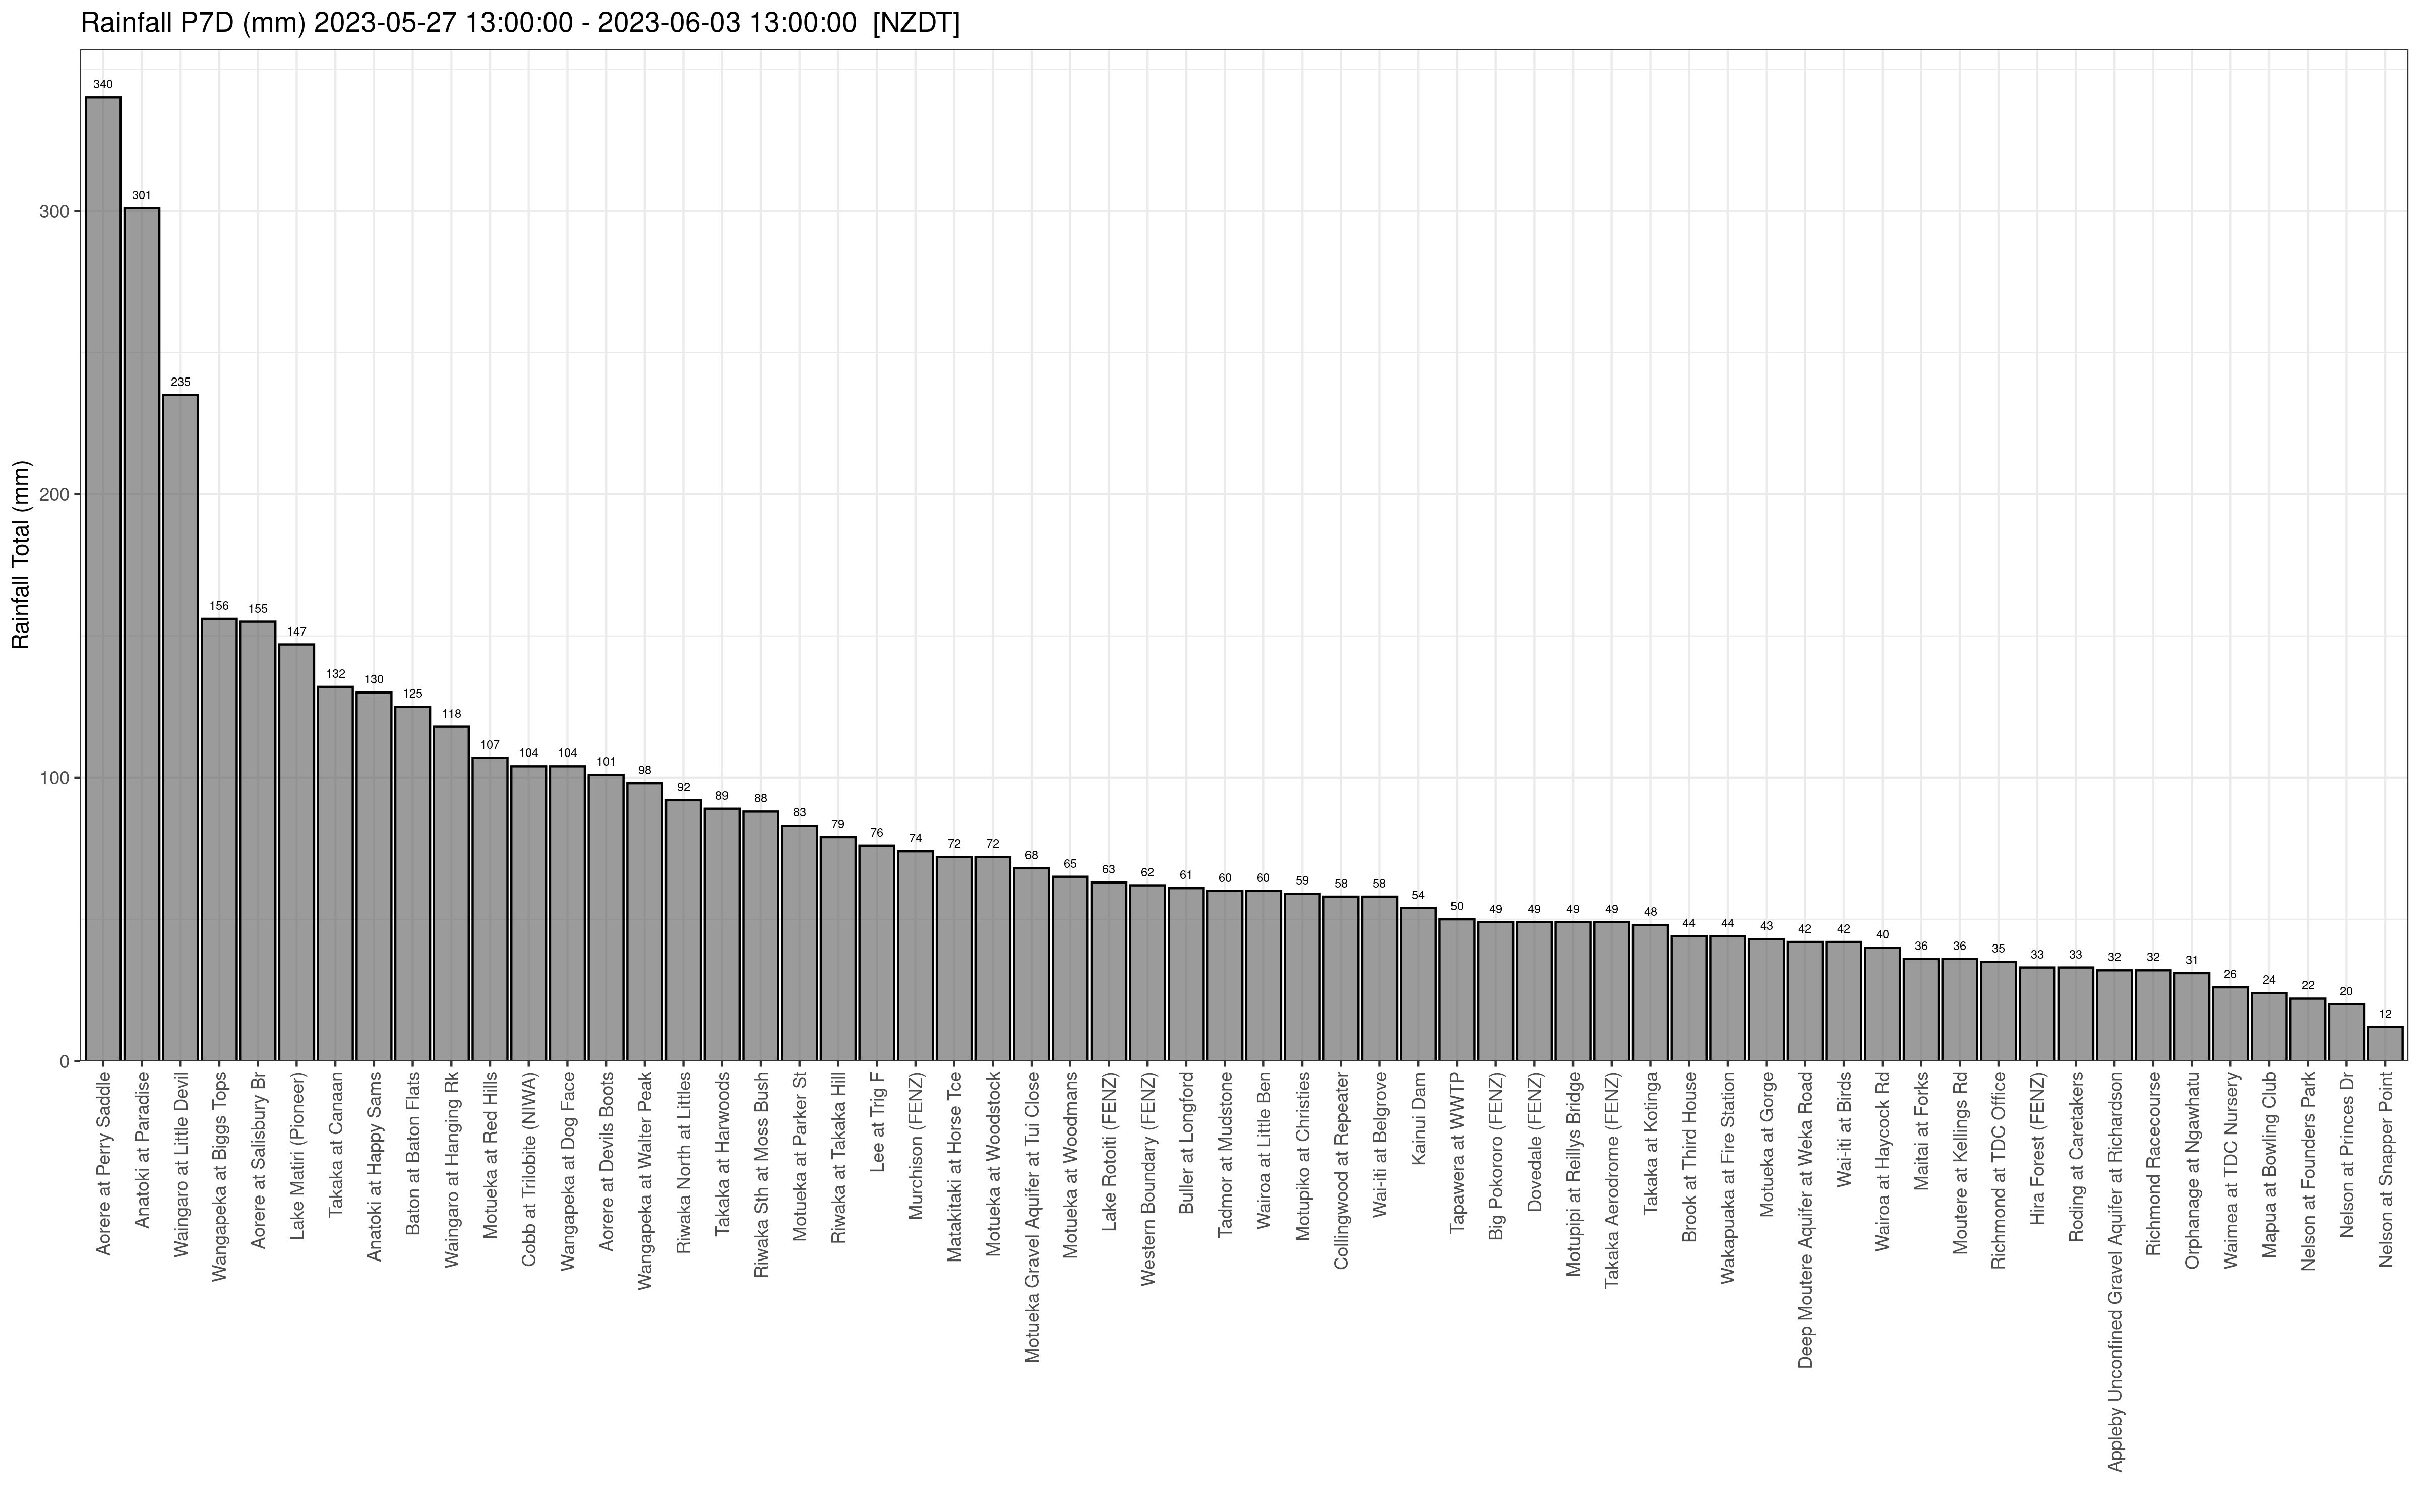 Rainfall P7D (mm) 2023-05-27 13:00:00 - 2023-06-03 13:00:00 [NZDT]
Rainfall Total (mm)
300
200
100
0
340
301
235
156
155
147
132
130
125
118
107
104
104
101
98
92
89
88
83
79
76
74
72
72
68
65
63
62
61
60
60
59
58
58
54
50
49
49
49
49
48
44
44
43
42
42
40
36
36
35
33
33
32
32
31
26
24
22
20
12
Aorere at Perry Saddle
Anatoki at Paradise
Waingaro at Little Devil
Wangapeka at Biggs Tops
Aorere at Salisbury Br
Lake Matiri (Pioneer)
Takaka at Canaan
Anatoki at Happy Sams
Baton at Baton Flats
Waingaro at Hanging Rk
Motueka at Red Hills
Cobb at Trilobite (NIWA)
Wangapeka at Dog Face
Aorere at Devils Boots
Wangapeka at Walter Peak
Riwaka North at Littles
Takaka at Harwoods
Riwaka Sth at Moss Bush
Motueka at Parker St
Riwaka at Takaka Hill
Lee at Trig F
Murchison (FENZ)
Matakitaki at Horse Tce
Motueka at Woodstock
Motueka Gravel Aquifer at Tui Close
Motueka at Woodmans
Lake Rotoiti (FENZ)
Western Boundary (FENZ)
Buller at Longford
Tadmor at Mudstone
Wairoa at Little Ben
Motupiko at Christies
Collingwood at Repeater
Wai-iti at Belgrove
Kainui Dam
Tapawera at WWTP
Big Pokororo (FENZ)
Dovedale (FENZ)
Motupipi at Reillys Bridge
Takaka Aerodrome (FENZ)
Takaka at Kotinga
Brook at Third House
Wakapuaka at Fire Station
Motueka at Gorge
Deep Moutere Aquifer at Weka Road
Wai-iti at Birds
Wairoa at Haycock Rd
Maitai at Forks
Moutere at Kellings Rd
Richmond at TDC Office
Hira Forest (FENZ)
Roding at Caretakers
Appleby Unconfined Gravel Aquifer at Richardson
Richmond Racecourse
Orphanage at Ngawhatu
Waimea at TDC Nursery
Mapua at Bowling Club
Nelson at Founders Park
Nelson at Princes Dr
Nelson at Snapper Point